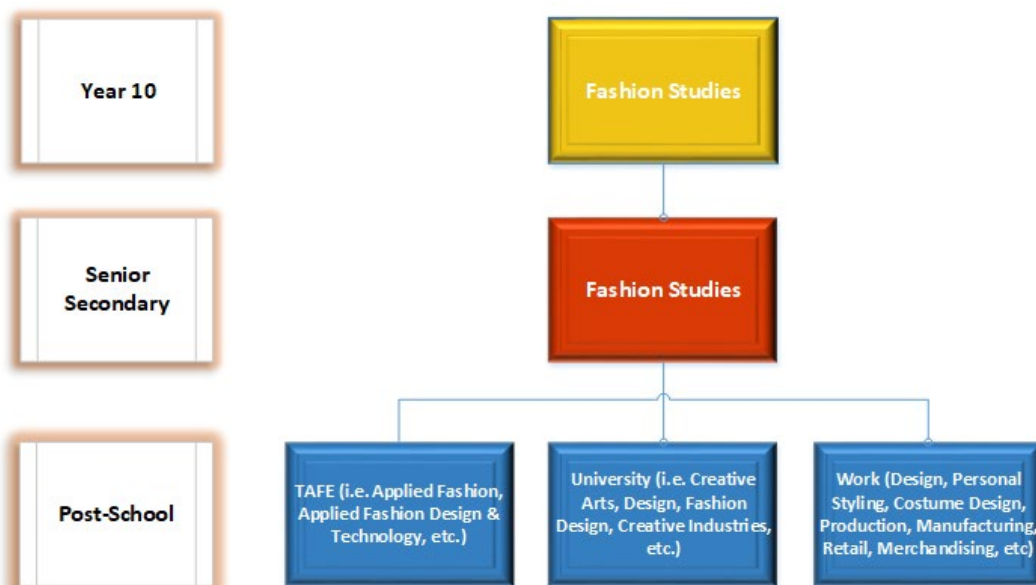 Year 10
Fashion Studies
Senior
Secondary
Fashion Studies
Post-School
TAFE (i.e. Applied Fashion,
Applied Fashion Design &
Technology, etc.)
University (i.e. Creative
Arts, Design, Fashion
Design, Creative Industries,
etc.)
Work (Design, Personal
Styling, Costume Design,
Production, Manufacturing,
Retail, Merchandising, etc)